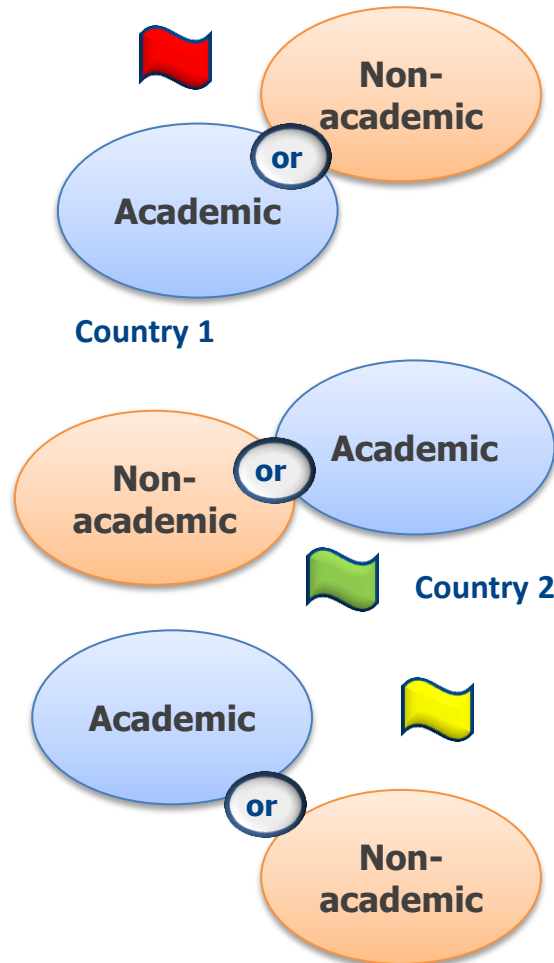 Non-
academic
or
Academic
Country 1
Academic
or
Non-
academic
Country 2
Academic
or
Non-
academic